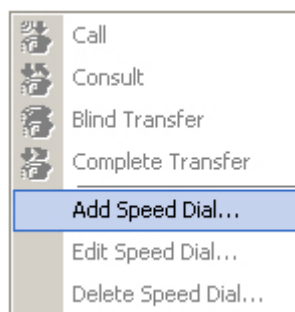 Call
Consult
Blind Transfer
Complete Transfer
Add Speed Dial...
Edit Speed Dial...
Delete Speed Dial...